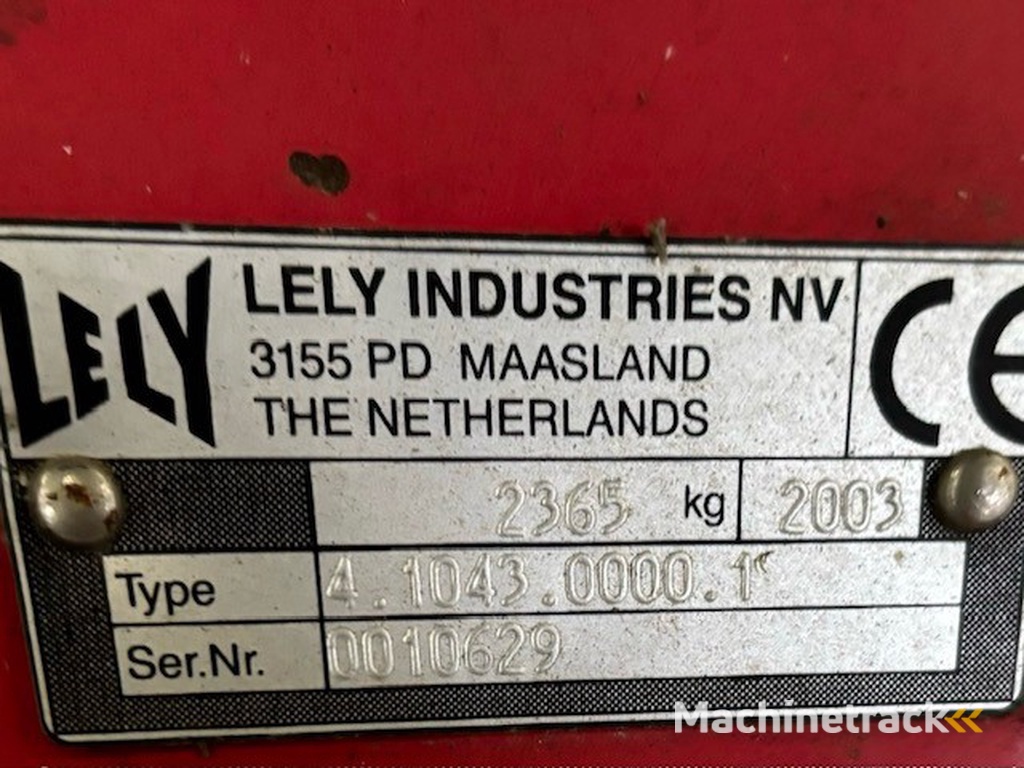 LELY
LELY INDUSTRIES NV
3155 PD MAASLAND
THE NETHERLANDS
CE
2365 kg 2003
Type 4.1043.0000.1
Ser.Nr. 0010629
Machinetrack